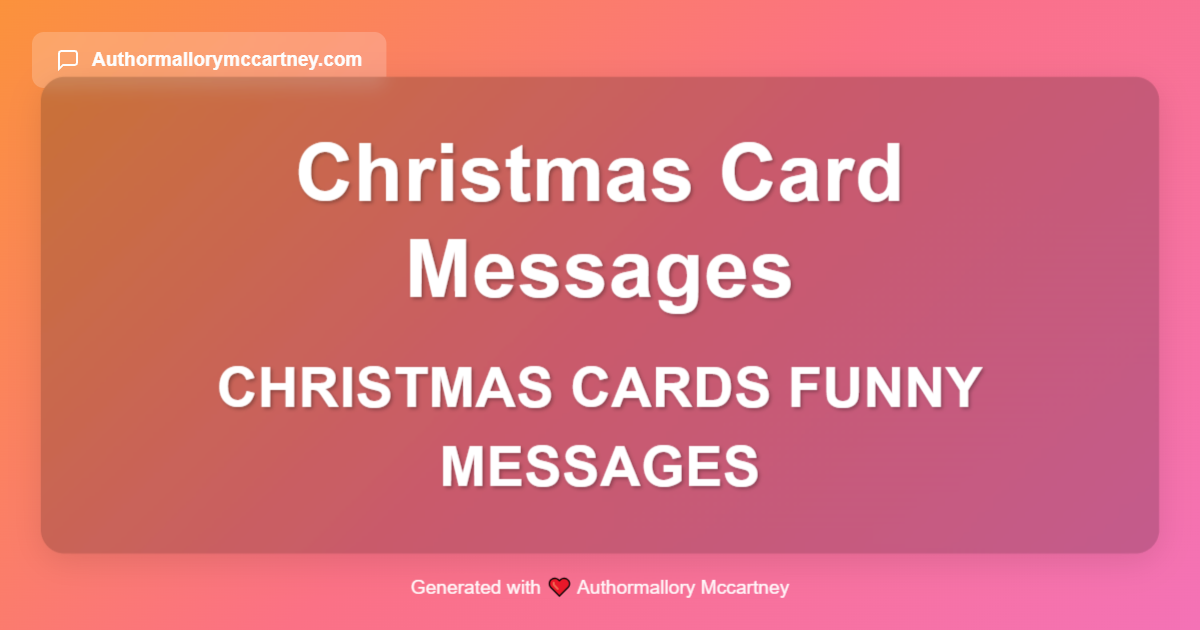 Authormallorymccartney.com
Christmas Card
Messages
CHRISTMAS CARDS FUNNY
MESSAGES
Generated with ❤️ Authormallory Mccartney